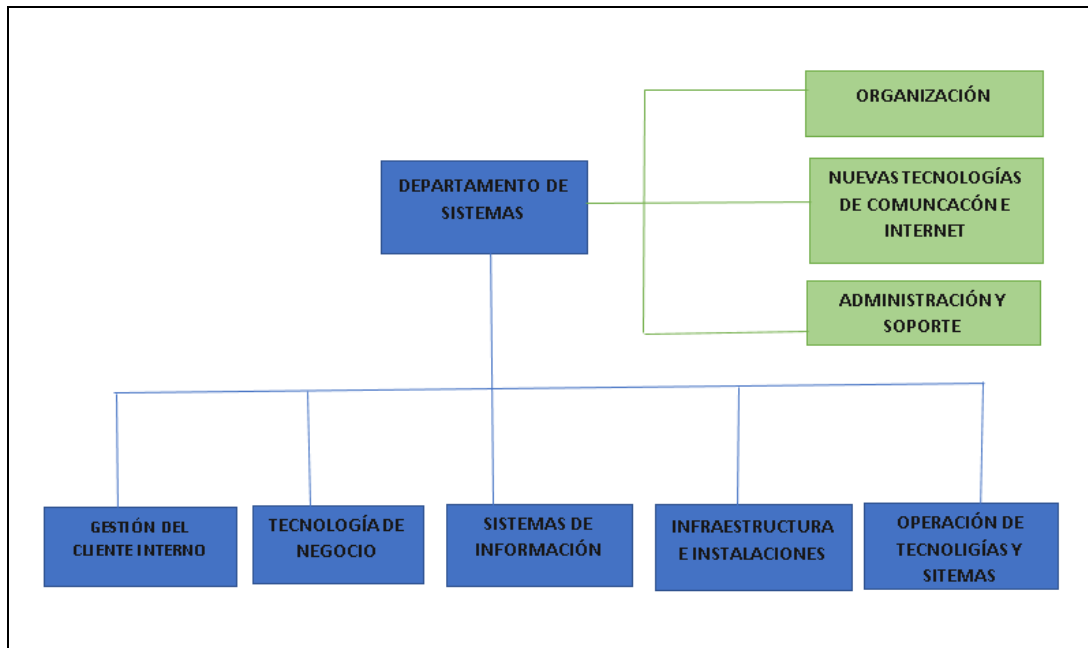 ORGANIZACIÓN
DEPARTAMENTO DE
SISTEMAS
NUEVAS TECNOLOGÍAS
DE COMUNCACÓN E
INTERNET
ADMINISTRACIÓN Y
SOPORTE
GESTIÓN DEL
CLIENTE INTERNO
TECNOLOGÍA DE
NEGOCIO
SISTEMAS DE
INFORMACIÓN
INFRAESTRUCTURA
E INSTALACIONES
OPERACIÓN DE
TECNOLIGÍAS Y
SITEMAS